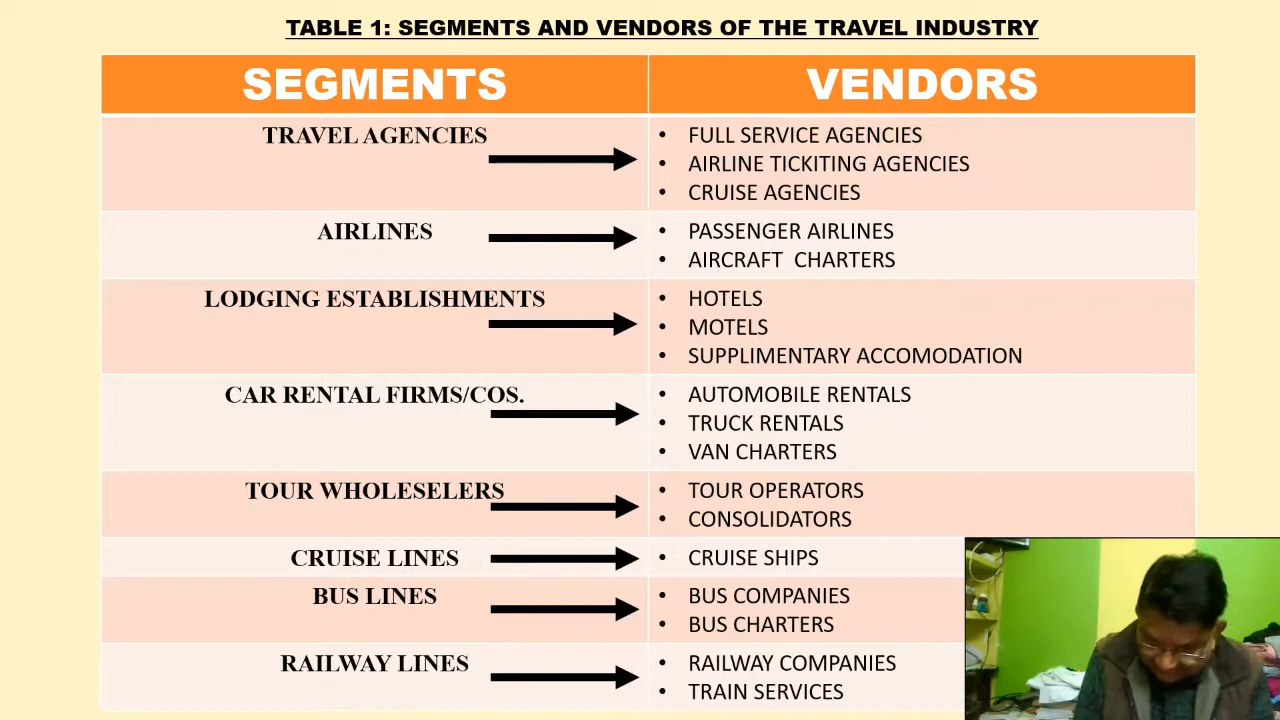 TABLE 1: SEGMENTS AND VENDORS OF THE TRAVEL INDUSTRY
SEGMENTS VENDORS
TRAVEL AGENCIES
• FULL SERVICE AGENCIES
• AIRLINE TICKITING AGENCIES
• CRUISE AGENCIES
AIRLINES
• PASSENGER AIRLINES
• AIRCRAFT CHARTERS
LODGING ESTABLISHMENTS
• HOTELS
• MOTELS
• SUPPLIMENTARY ACCOMODATION
CAR RENTAL FIRMS/COS.
• AUTOMOBILE RENTALS
• TRUCK RENTALS
• VAN CHARTERS
TOUR WHOLESELERS
• TOUR OPERATORS
• CONSOLIDATORS
CRUISE LINES
• CRUISE SHIPS
BUS LINES
• BUS COMPANIES
• BUS CHARTERS
RAILWAY LINES
• RAILWAY COMPANIES
• TRAIN SERVICES